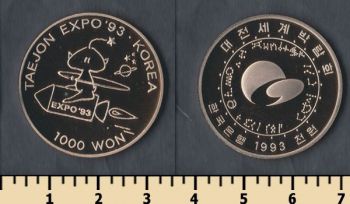 TAEJON EXPO '93 · KOREA
EXPO '93
1000 WON
대전세계박람회
한국은행 1993 천원
1 2 3 4 5 6 7